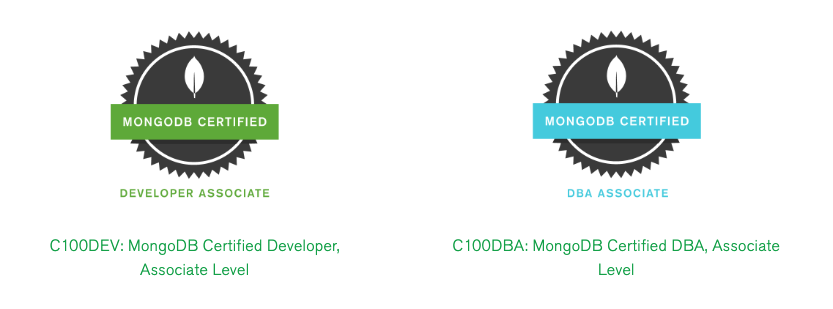 MONGODB CERTIFIED
DEVELOPER ASSOCIATE
C100DEV: MongoDB Certified Developer,
Associate Level
MONGODB CERTIFIED
DBA ASSOCIATE
C100DBA: MongoDB Certified DBA, Associate
Level